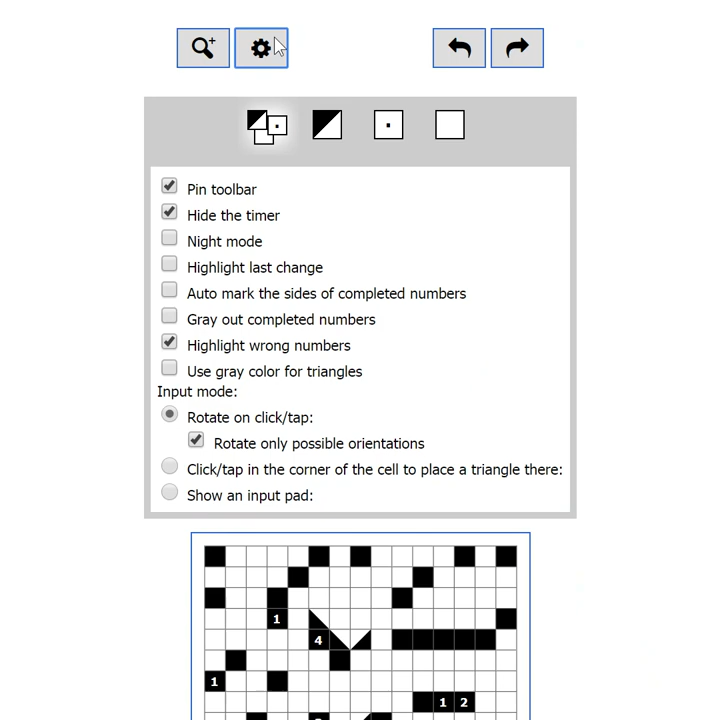 Pin toolbar
Hide the timer
Night mode
Highlight last change
Auto mark the sides of completed numbers
Gray out completed numbers
Highlight wrong numbers
Use gray color for triangles
Input mode:
Rotate on click/tap:
Rotate only possible orientations
Click/tap in the corner of the cell to place a triangle there:
Show an input pad:
1
4
1
1 2